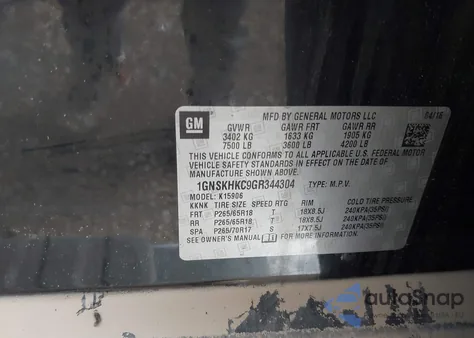 GM
MFD BY GENERAL MOTORS LLC 04/16
GVWR GAWR FRT GAWR RR
3402 KG 1633 KG 1905 KG
7500 LB 3600 LB 4200 LB
THIS VEHICLE CONFORMS TO ALL APPLICABLE U.S. FEDERAL MOTOR
VEHICLE SAFETY STANDARDS IN EFFECT ON THE DATE OF
MANUFACTURE SHOWN ABOVE.
1GNSKHKC9GR344304 TYPE: M.P.V.
MODEL: K15906
KKNK TIRE SIZE SPEED RTG RIM COLD TIRE PRESSURE
FRT P265/65R18 T 18X8.5J 240KPA(35PSI)
RR P265/65R18 T 18X8.5J 240KPA(35PSI)
SPA P265/70R17 S 17X7.5J 240KPA(35PSI)
SEE OWNER'S MANUAL FOR MORE INFORMATION.
autoSnap